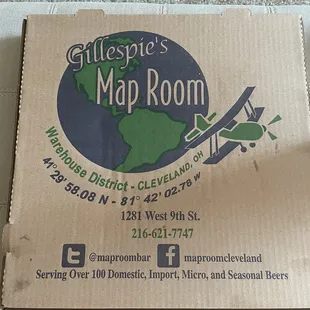 Gillespie's
Map Room
Warehouse District - CLEVELAND, OH
41° 29' 58.08 N - 81° 42' 02.78 W
1281 West 9th St.
216-621-7747
@maproombar f maproomcleveland
Serving Over 100 Domestic, Import, Micro, and Seasonal Beers